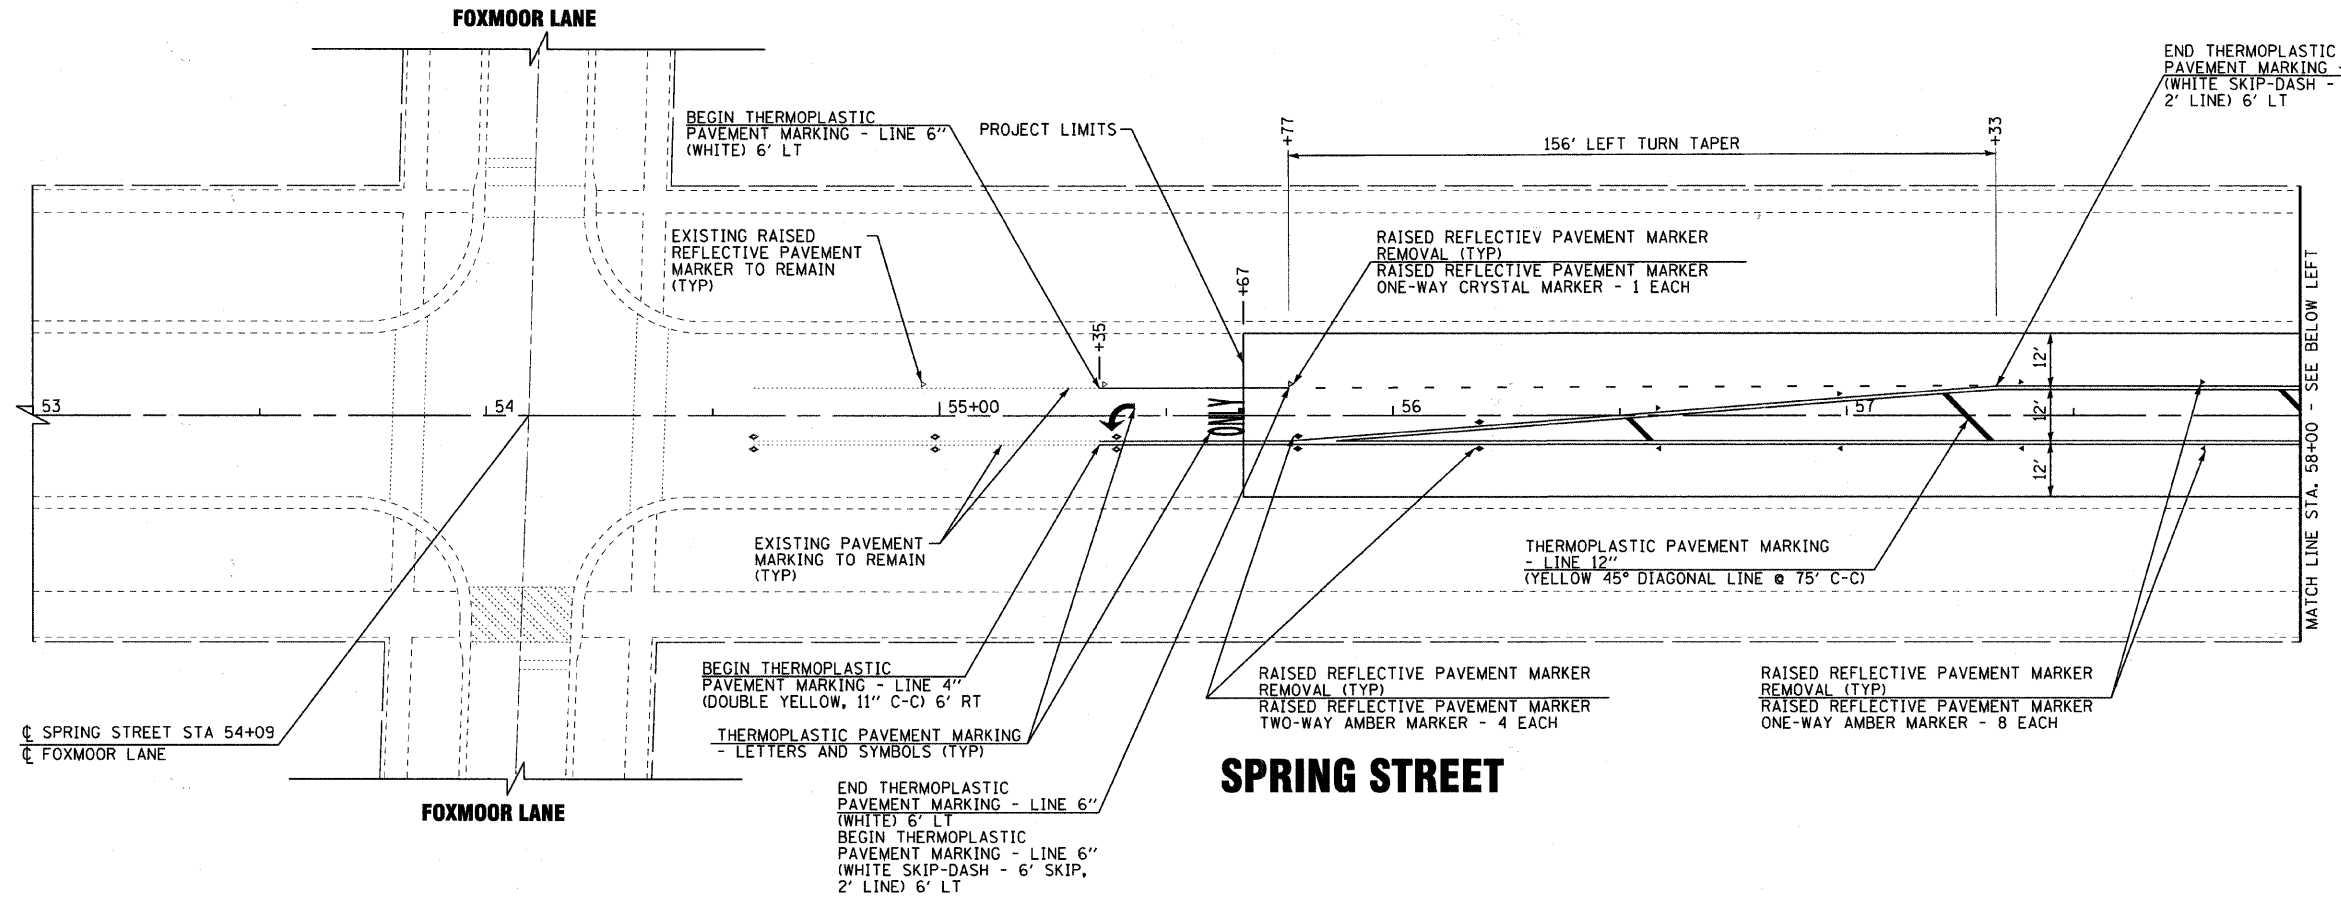 FOXMOOR LANE
END THERMOPLASTIC
PAVEMENT MARKING -
(WHITE SKIP-DASH -
2' LINE) 6' LT
BEGIN THERMOPLASTIC
PAVEMENT MARKING - LINE 6"
(WHITE) 6' LT
PROJECT LIMITS
+77
156' LEFT TURN TAPER
+33
EXISTING RAISED
REFLECTIVE PAVEMENT
MARKER TO REMAIN
(TYP)
RAISED REFLECTIEV PAVEMENT MARKER
REMOVAL (TYP)
RAISED REFLECTIVE PAVEMENT MARKER
ONE-WAY CRYSTAL MARKER - 1 EACH
+67
+35
12'
12'
12'
53
54
55+00
56
57
ONLY
MATCH LINE STA. 58+00 - SEE BELOW LEFT
EXISTING PAVEMENT
MARKING TO REMAIN
(TYP)
THERMOPLASTIC PAVEMENT MARKING
- LINE 12"
(YELLOW 45° DIAGONAL LINE @ 75' C-C)
BEGIN THERMOPLASTIC
PAVEMENT MARKING - LINE 4"
(DOUBLE YELLOW, 11" C-C) 6' RT
RAISED REFLECTIVE PAVEMENT MARKER
REMOVAL (TYP)
RAISED REFLECTIVE PAVEMENT MARKER
TWO-WAY AMBER MARKER - 4 EACH
RAISED REFLECTIVE PAVEMENT MARKER
REMOVAL (TYP)
RAISED REFLECTIVE PAVEMENT MARKER
ONE-WAY AMBER MARKER - 8 EACH
℄ SPRING STREET STA 54+09
℄ FOXMOOR LANE
THERMOPLASTIC PAVEMENT MARKING
- LETTERS AND SYMBOLS (TYP)
SPRING STREET
END THERMOPLASTIC
PAVEMENT MARKING - LINE 6"
(WHITE) 6' LT
BEGIN THERMOPLASTIC
PAVEMENT MARKING - LINE 6"
(WHITE SKIP-DASH - 6' SKIP,
2' LINE) 6' LT
FOXMOOR LANE